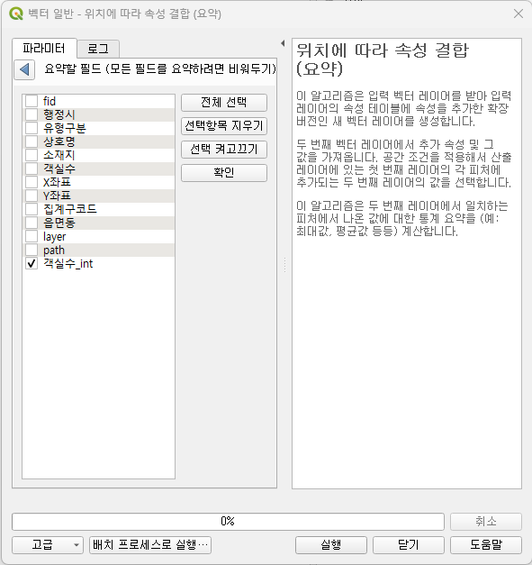 벡터 일반 - 위치에 따라 속성 결합 (요약)
파라미터
로그
요약할 필드 (모든 필드를 요약하려면 비워두기)
fid
행정시
유형구분
상호명
소재지
객실수
X좌표
Y좌표
집계구코드
읍면동
layer
path
객실수_int
전체 선택
선택항목 지우기
선택 켜고끄기
확인
위치에 따라 속성 결합
(요약)
이 알고리즘은 입력 벡터 레이어를 받아 입력
레이어의 속성 테이블에 속성을 추가한 확장
버전인 새 벡터 레이어를 생성합니다.
두 번째 벡터 레이어에서 추가 속성 및 그
값을 가져옵니다. 공간 조건을 적용해서 산출
레이어에 있는 첫 번째 레이어의 각 피처에
추가되는 두 번째 레이어의 값을 선택합니다.
이 알고리즘은 두 번째 레이어에서 일치하는
피처에서 나온 값에 대한 통계 요약을 (예:
최대값, 평균값 등등) 계산합니다.
0%
취소
고급
배치 프로세스로 실행…
실행
닫기
도움말